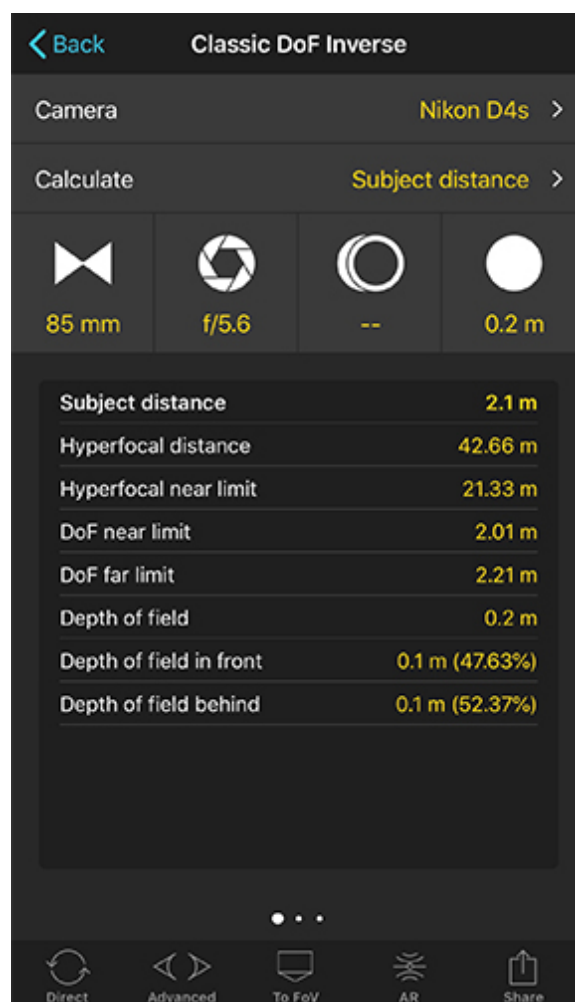 Back Classic DoF Inverse
Camera Nikon D4s >
Calculate Subject distance >
85 mm f/5.6 -- 0.2 m
Subject distance 2.1 m
Hyperfocal distance 42.66 m
Hyperfocal near limit 21.33 m
DoF near limit 2.01 m
DoF far limit 2.21 m
Depth of field 0.2 m
Depth of field in front 0.1 m (47.63%)
Depth of field behind 0.1 m (52.37%)
Direct Advanced To FoV AR Share